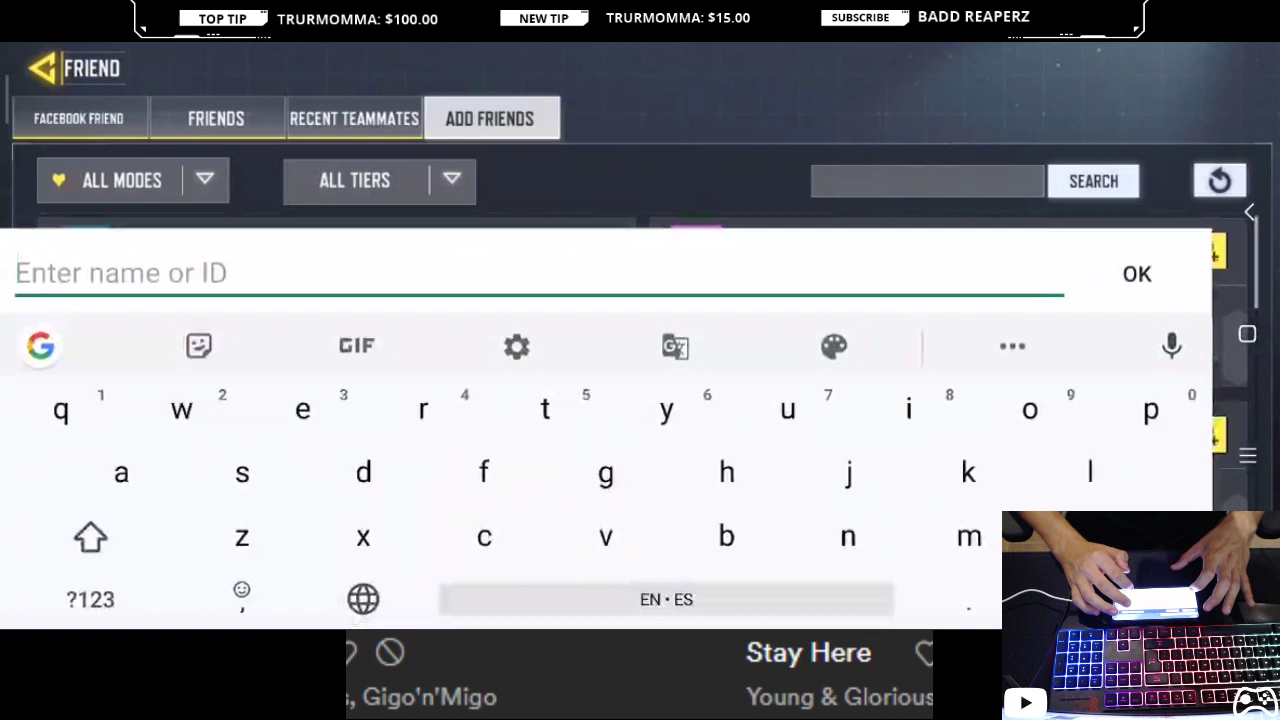 TOP TIP TRURMOMMA: $100.00 NEW TIP TRURMOMMA: $15.00 SUBSCRIBE BADD REAPERZ
FRIEND
FACEBOOK FRIEND FRIENDS RECENT TEAMMATES ADD FRIENDS
ALL MODES ALL TIERS SEARCH
Enter name or ID OK
G GIF G
1 2 3 4 5 6 7 8 9 0
q w e r t y u i o p
a s d f g h j k l
z x c v b n m
?123 , EN • ES .
Stay Here
s, Gigo'n'Migo Young & Glorious